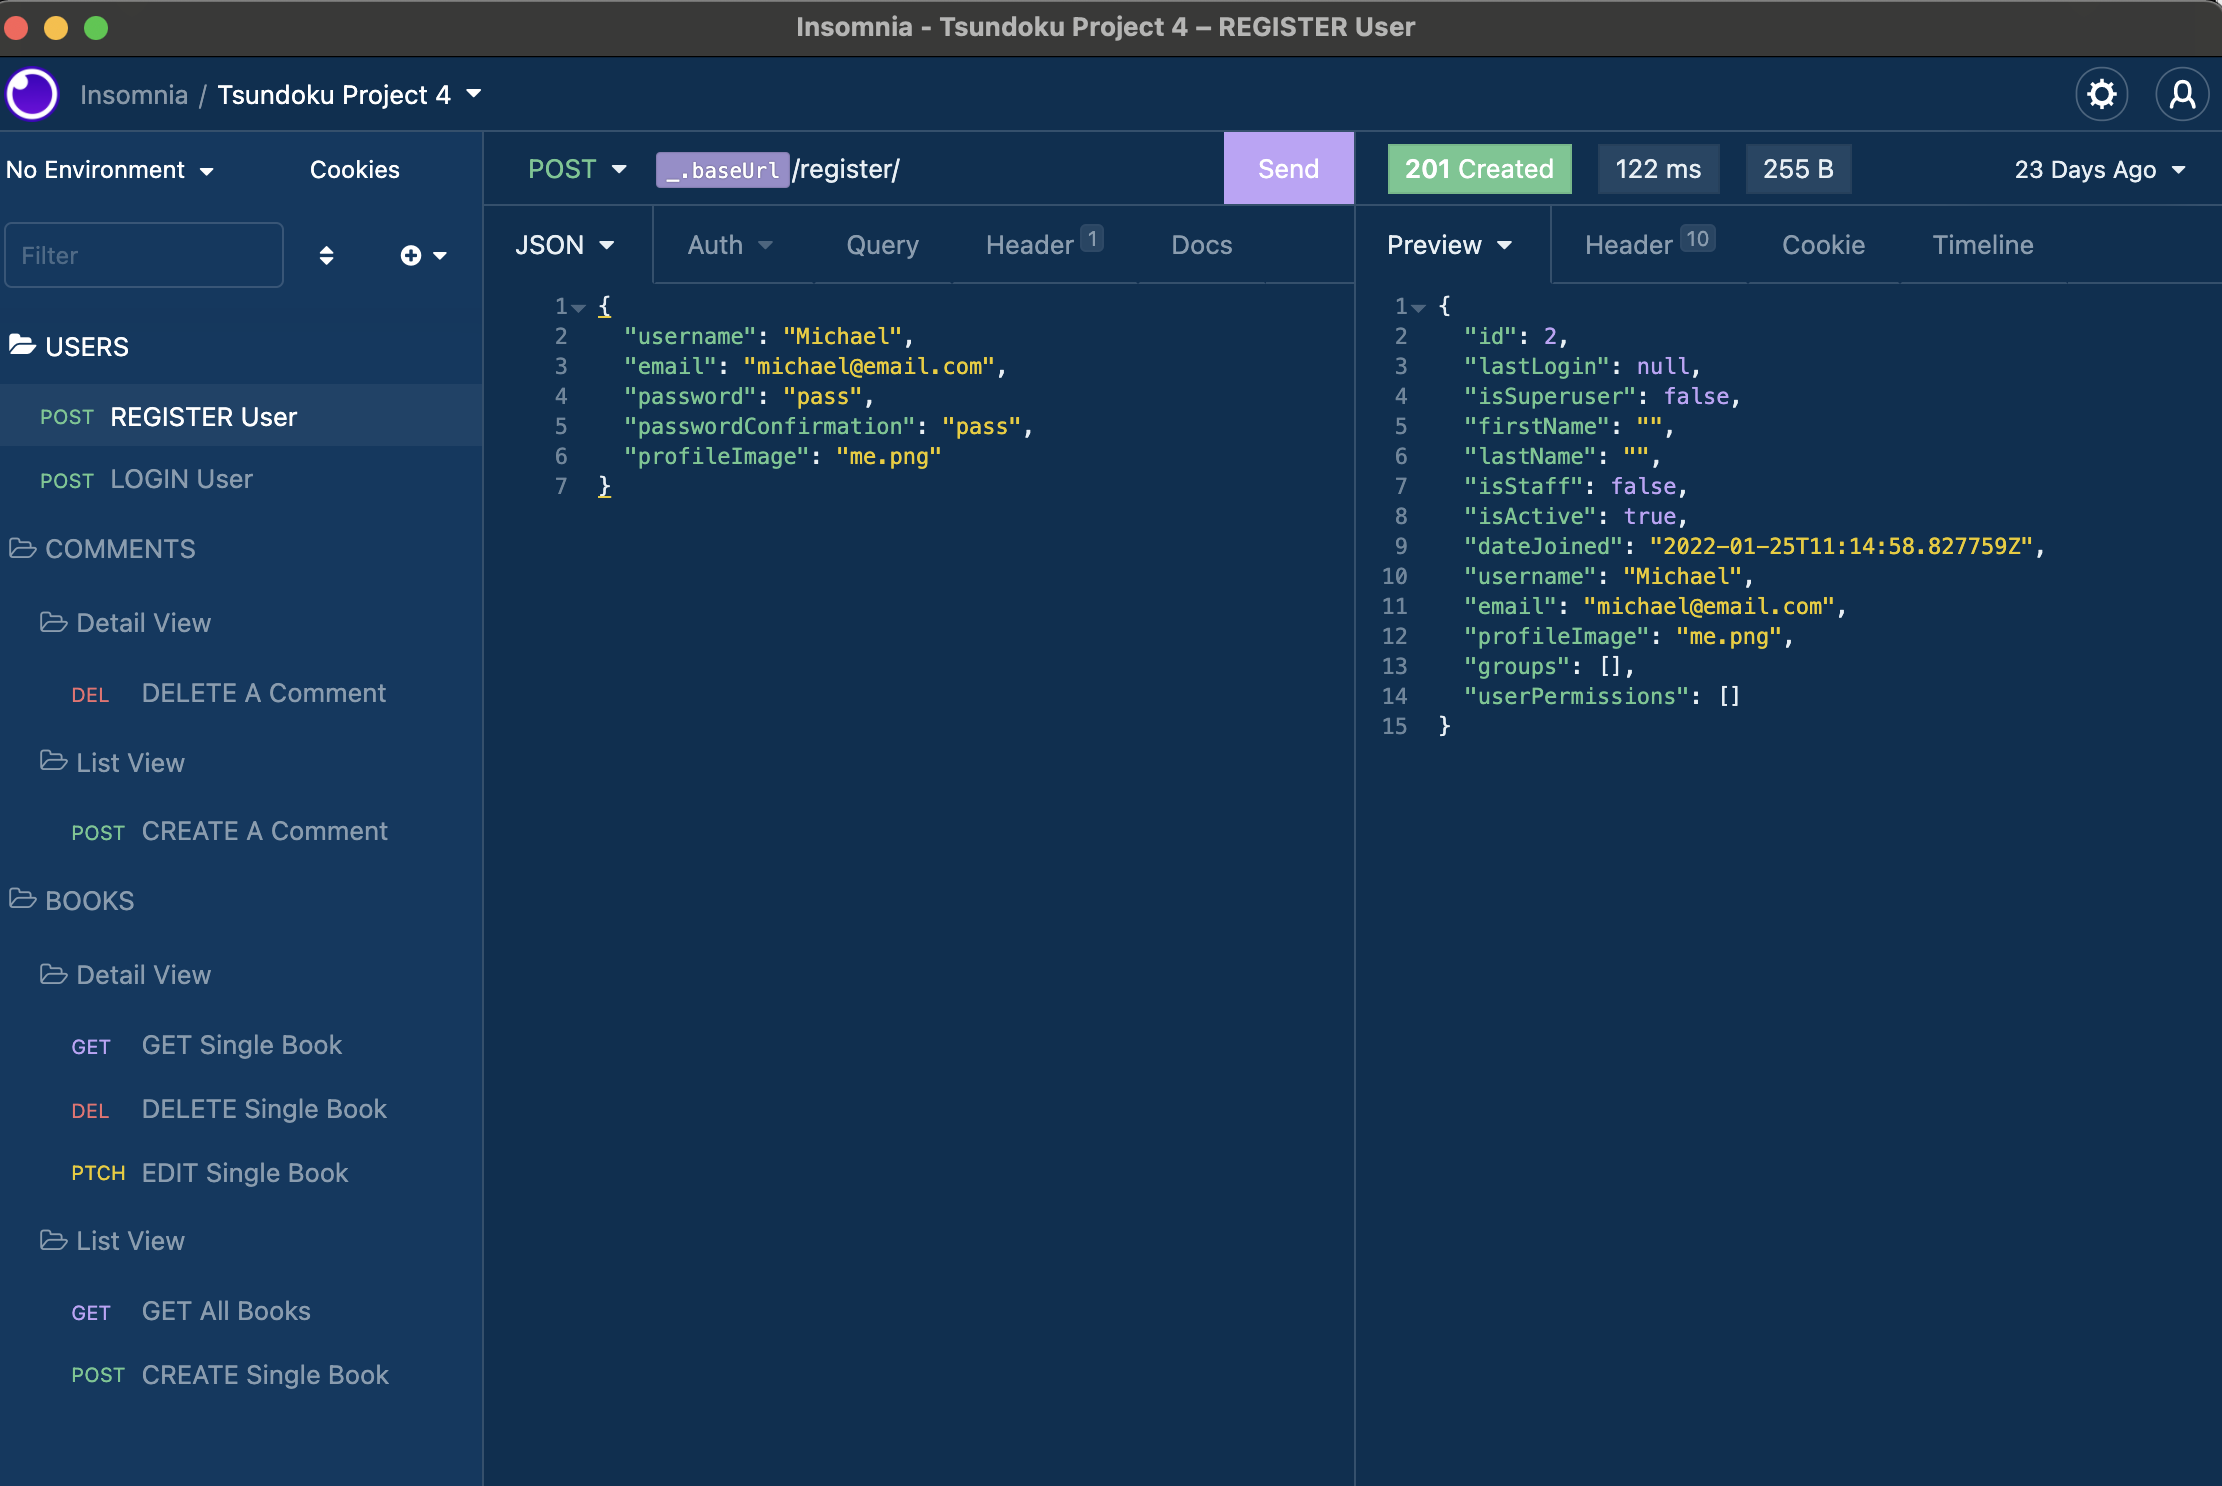 Insomnia - Tsundoku Project 4 – REGISTER User
Insomnia / Tsundoku Project 4
No Environment
Cookies
Filter
USERS
POST REGISTER User
POST LOGIN User
COMMENTS
Detail View
DEL DELETE A Comment
List View
POST CREATE A Comment
BOOKS
Detail View
GET GET Single Book
DEL DELETE Single Book
PTCH EDIT Single Book
List View
GET GET All Books
POST CREATE Single Book
POST _.baseUrl/register/ Send
JSON Auth Query Header 1 Docs
1 {
2 "username": "Michael",
3 "email": "michael@email.com",
4 "password": "pass",
5 "passwordConfirmation": "pass",
6 "profileImage": "me.png"
7 }
201 Created 122 ms 255 B 23 Days Ago
Preview Header 10 Cookie Timeline
1 {
2 "id": 2,
3 "lastLogin": null,
4 "isSuperuser": false,
5 "firstName": "",
6 "lastName": "",
7 "isStaff": false,
8 "isActive": true,
9 "dateJoined": "2022-01-25T11:14:58.827759Z",
10 "username": "Michael",
11 "email": "michael@email.com",
12 "profileImage": "me.png",
13 "groups": [],
14 "userPermissions": []
15 }